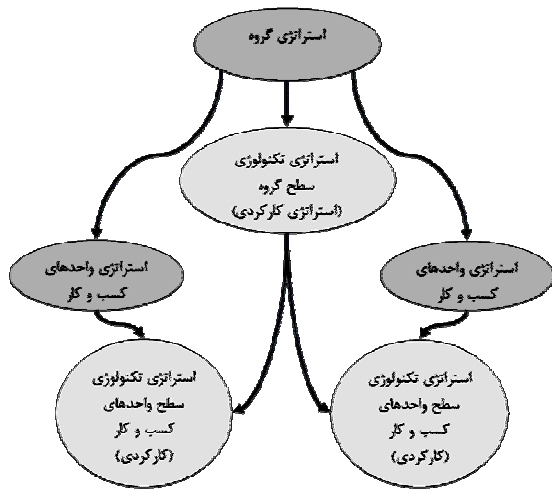 استراتژی گروه
استراتژی تکنولوژی
سطح گروه
(استراتژی کارکردی)
استراتژی واحدهای
کسب و کار
استراتژی واحدهای
کسب و کار
استراتژی تکنولوژی
سطح واحدهای
کسب و کار
(کارکردی)
استراتژی تکنولوژی
سطح واحدهای
کسب و کار
(کارکردی)